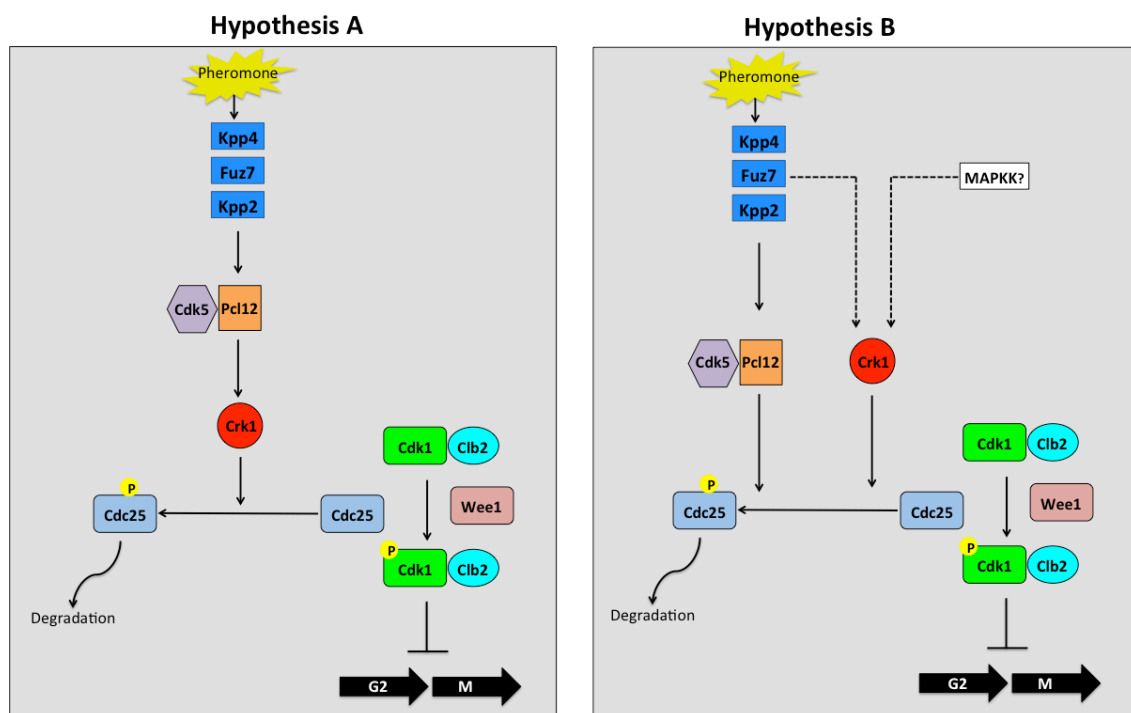 Hypothesis A
Pheromone
Kpp4
Fuz7
Kpp2
Cdk5
Pcl12
Crk1
Cdk1
Clb2
P
Cdc25
Cdc25
Wee1
P
Cdk1
Clb2
Degradation
G2
M
Hypothesis B
Pheromone
Kpp4
Fuz7
MAPKK?
Kpp2
Cdk5
Pcl12
Crk1
Cdk1
Clb2
P
Cdc25
Cdc25
Wee1
P
Cdk1
Clb2
Degradation
G2
M